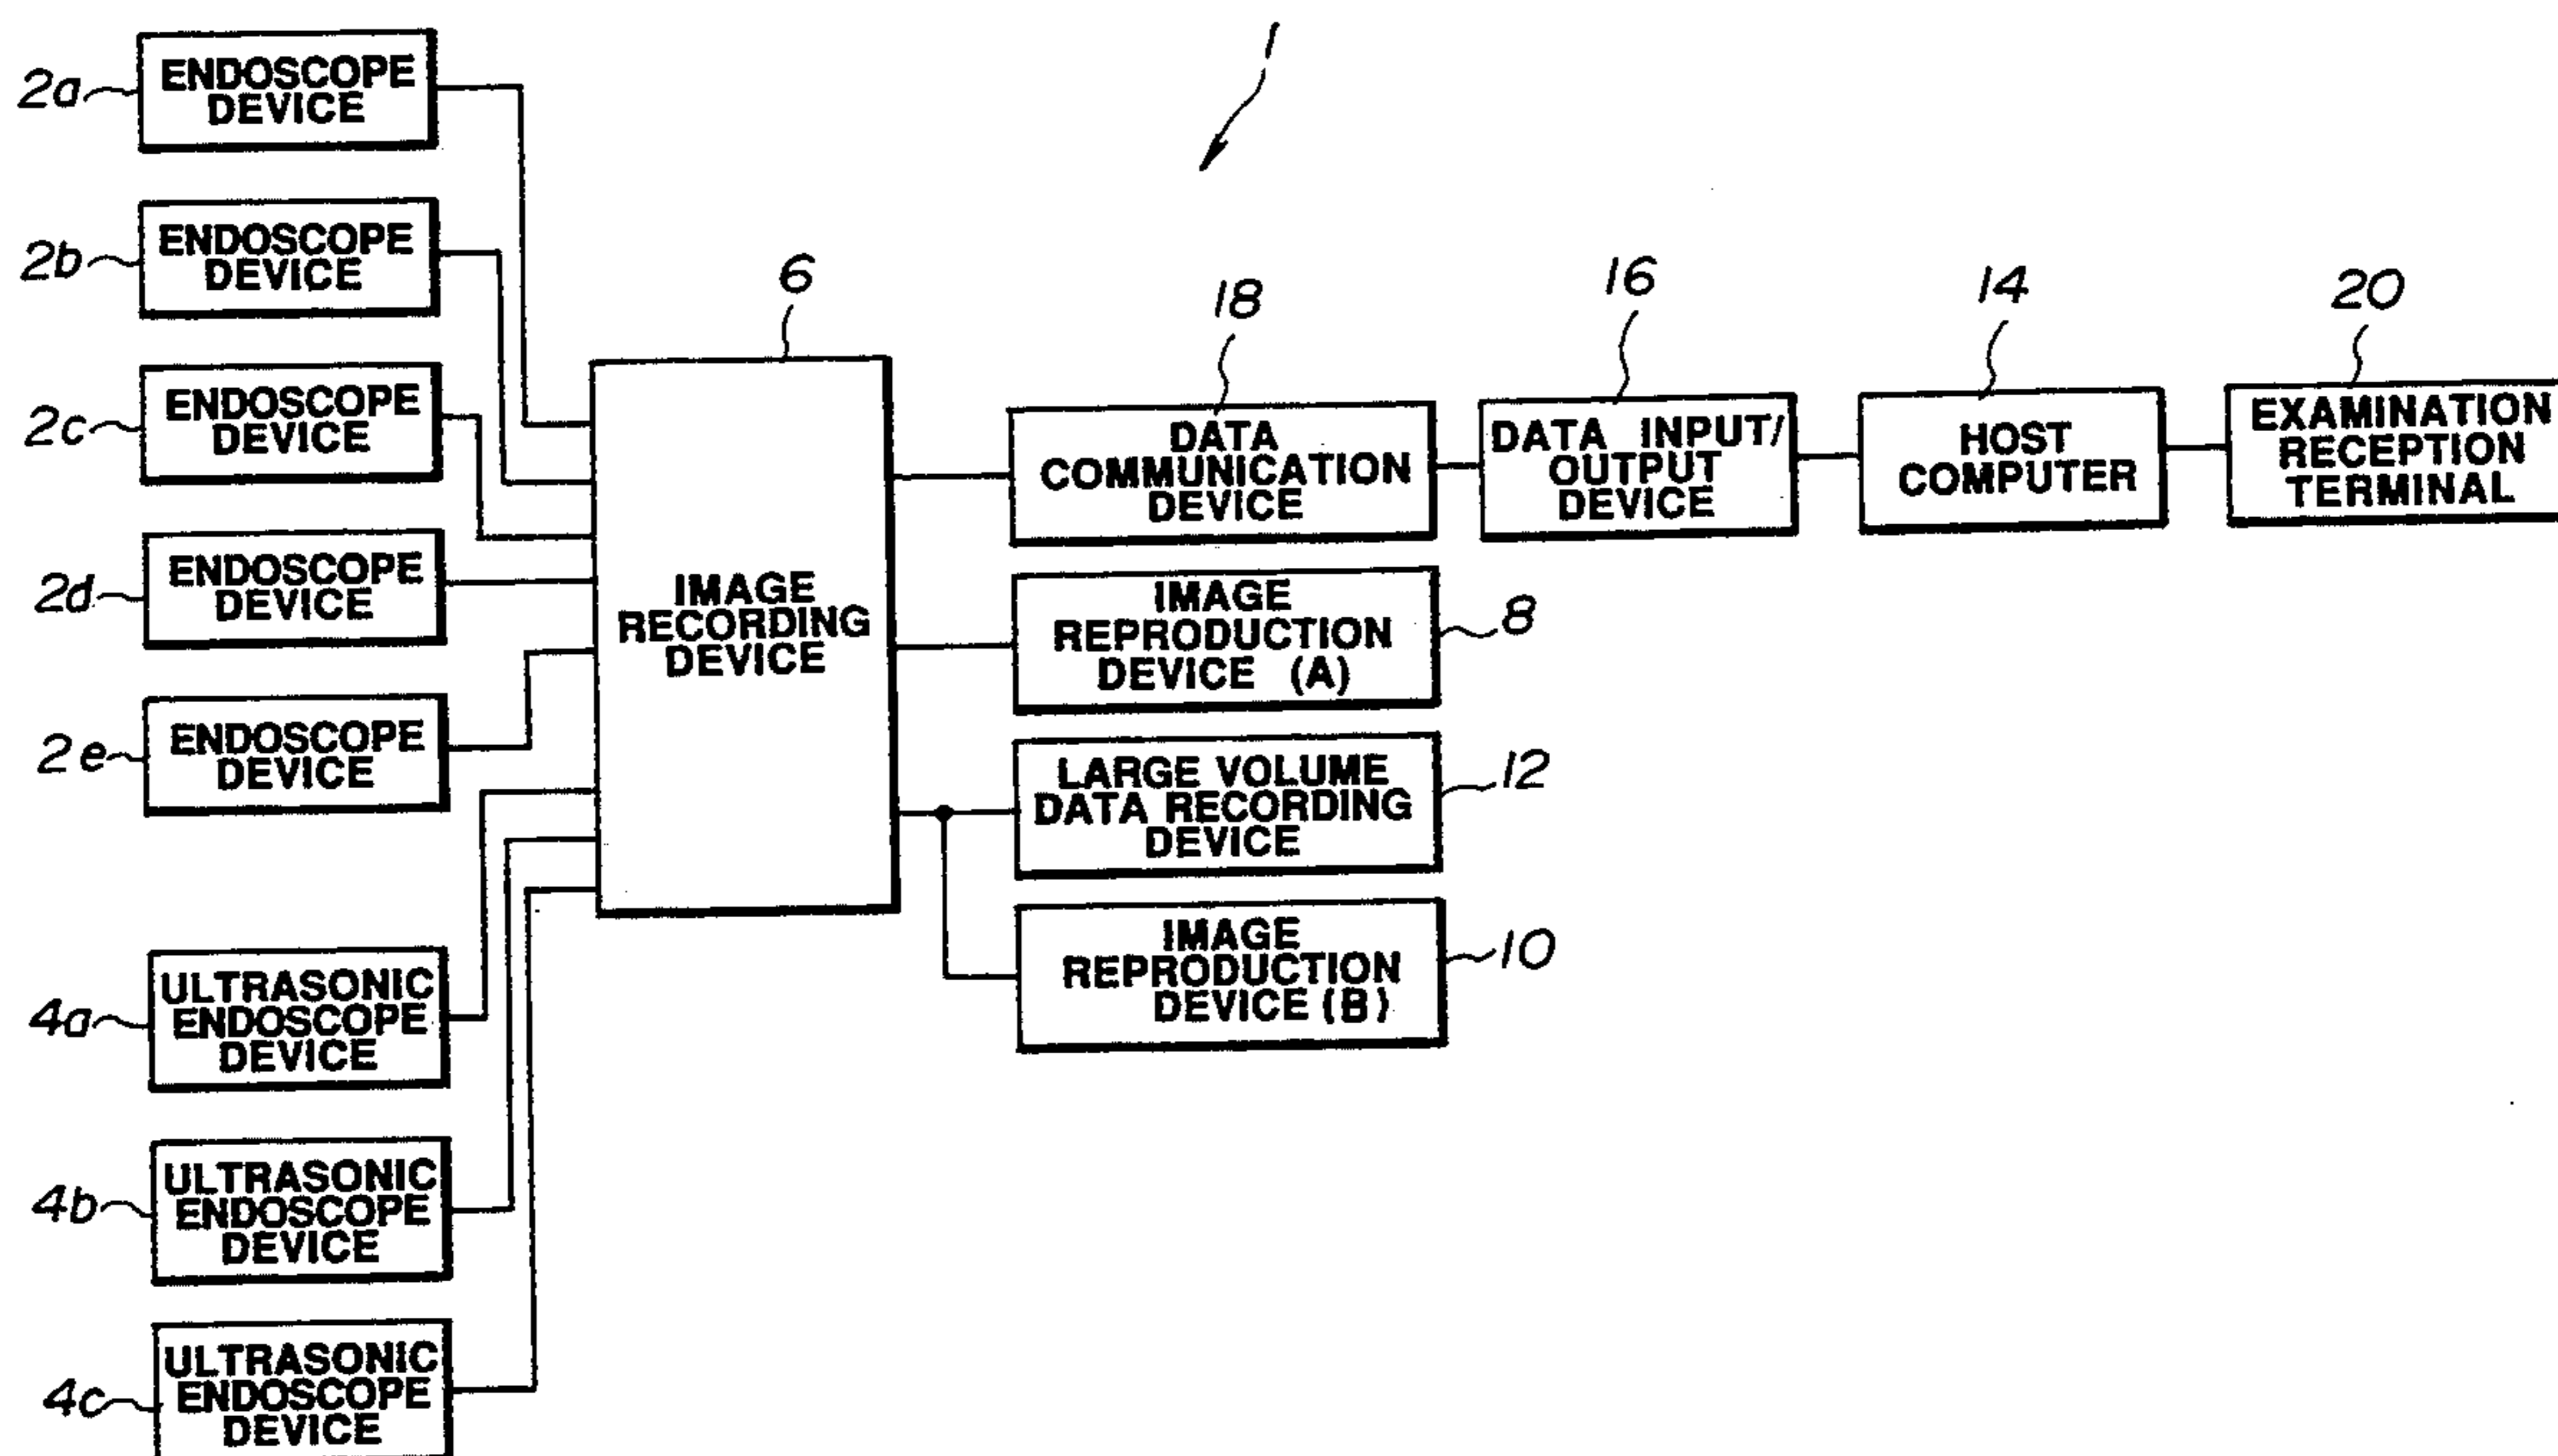 1
2a
ENDOSCOPE
DEVICE
2b
ENDOSCOPE
DEVICE
2c
ENDOSCOPE
DEVICE
2d
ENDOSCOPE
DEVICE
2e
ENDOSCOPE
DEVICE
4a
ULTRASONIC
ENDOSCOPE
DEVICE
4b
ULTRASONIC
ENDOSCOPE
DEVICE
4c
ULTRASONIC
ENDOSCOPE
DEVICE
6
IMAGE
RECORDING
DEVICE
18
DATA
COMMUNICATION
DEVICE
16
DATA INPUT/
OUTPUT
DEVICE
14
HOST
COMPUTER
20
EXAMINATION
RECEPTION
TERMINAL
IMAGE
REPRODUCTION
DEVICE (A)
8
LARGE VOLUME
DATA RECORDING
DEVICE
12
IMAGE
REPRODUCTION
DEVICE (B)
10